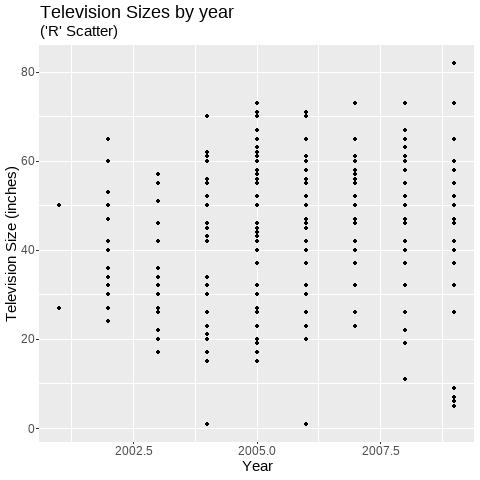 Television Sizes by year
('R' Scatter)
80
60
40
20
0
Television Size (inches)
2002.5 2005.0 2007.5
Year